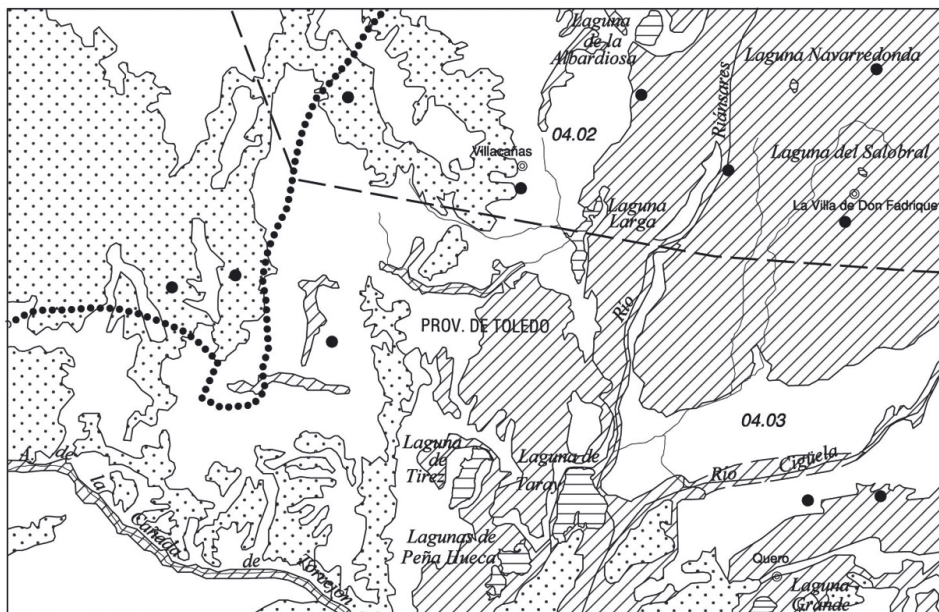 Laguna
de la
Albardiosa
Laguna Navarredonda
Riánsares
04.02
Villacañas
Laguna del Salobral
La Villa de Don Fadrique
Laguna
Larga
Río
PROV. DE TOLEDO
04.03
Laguna
de
Tirez
Laguna de
Taray
Río Cigüela
A. de la Cañada de Torrejón
Lagunas de
Peña Hueca
Quero
Laguna
Grande